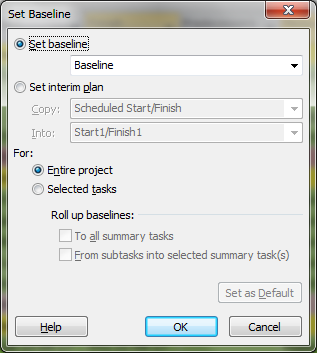 Set Baseline
Set baseline
Baseline
Set interim plan
Copy: Scheduled Start/Finish
Into: Start1/Finish1
For:
Entire project
Selected tasks
Roll up baselines:
To all summary tasks
From subtasks into selected summary task(s)
Set as Default
Help OK Cancel